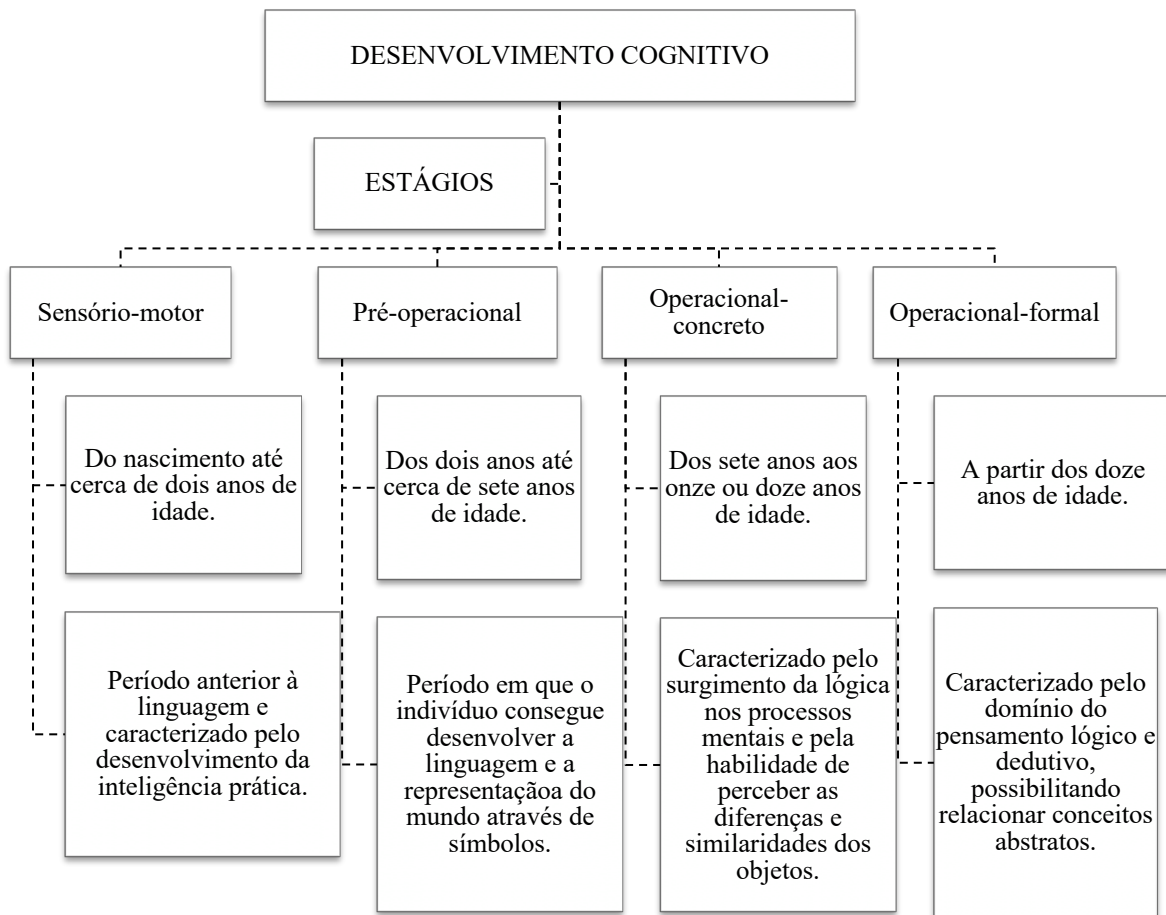 DESENVOLVIMENTO COGNITIVO
ESTÁGIOS
Sensório-motor
Do nascimento até
cerca de dois anos de
idade.
Período anterior à
linguagem e
caracterizado pelo
desenvolvimento da
inteligência prática.
Pré-operacional
Dos dois anos até
cerca de sete anos
de idade.
Período em que o
indivíduo consegue
desenvolver a
linguagem e a
representaçãoa do
mundo através de
símbolos.
Operacional-
concreto
Dos sete anos aos
onze ou doze anos
de idade.
Caracterizado pelo
surgimento da lógica
nos processos
mentais e pela
habilidade de
perceber as
diferenças e
similaridades dos
objetos.
Operacional-formal
A partir dos doze
anos de idade.
Caracterizado pelo
domínio do
pensamento lógico e
dedutivo,
possibilitando
relacionar conceitos
abstratos.